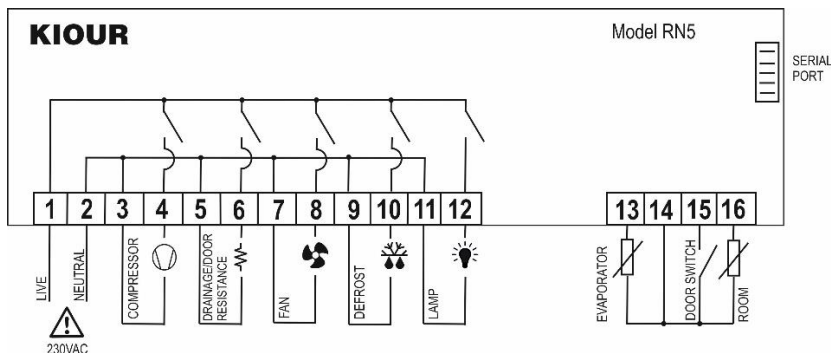 KIOUR
Model RN5
SERIAL
PORT
1 2 3 4 5 6 7 8 9 10 11 12 13 14 15 16
LIVE
NEUTRAL
COMPRESSOR
DRAINAGE/DOOR
RESISTANCE
FAN
DEFROST
LAMP
EVAPORATOR
DOOR SWITCH
ROOM
230VAC